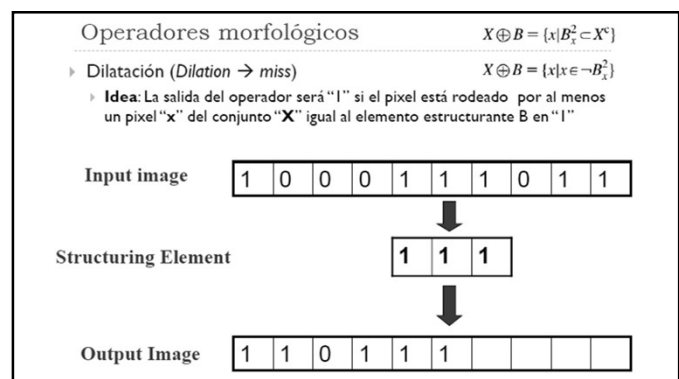 Operadores morfológicos
X⊕B = {x|B²ₓ⊂Xᶜ}
Dilatación (Dilation → miss)
X⊕B = {x|x∈¬B²ₓ}
Idea: La salida del operador será "1" si el pixel está rodeado por al menos
un pixel "x" del conjunto "X" igual al elemento estructurante B en "1"
Input image 1 0 0 0 1 1 1 0 1 1
Structuring Element 1 1 1
Output Image 1 1 0 1 1 1